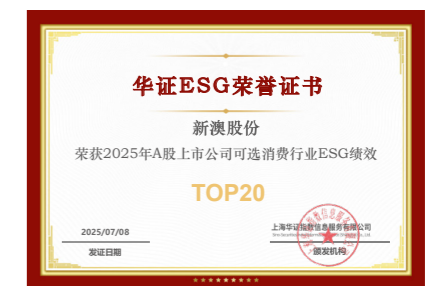 华证ESG荣誉证书
新澳股份
荣获2025年A股上市公司可选消费行业ESG绩效
TOP20
2025/07/08
上海华证指数信息服务有限公司
发证日期
颁发机构